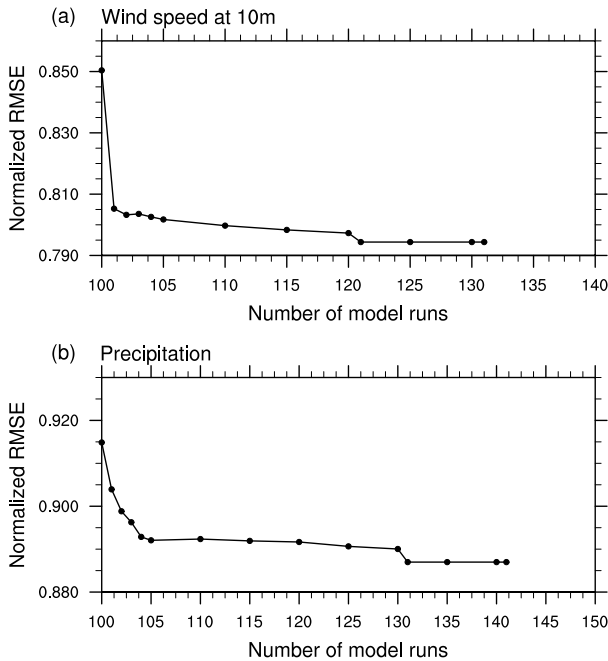 (a) Wind speed at 10m
Normalized RMSE
0.850
0.830
0.810
0.790
100 105 110 115 120 125 130 135 140
Number of model runs
(b) Precipitation
Normalized RMSE
0.920
0.900
0.880
100 105 110 115 120 125 130 135 140 145 150
Number of model runs